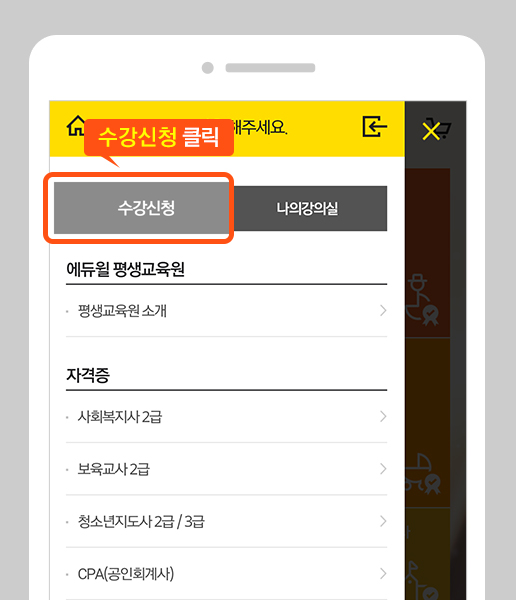 해주세요.
수강신청 클릭
수강신청
나의강의실
에듀윌 평생교육원
· 평생교육원 소개
자격증
· 사회복지사 2급
· 보육교사 2급
· 청소년지도사 2급 / 3급
· CPA(공인회계사)